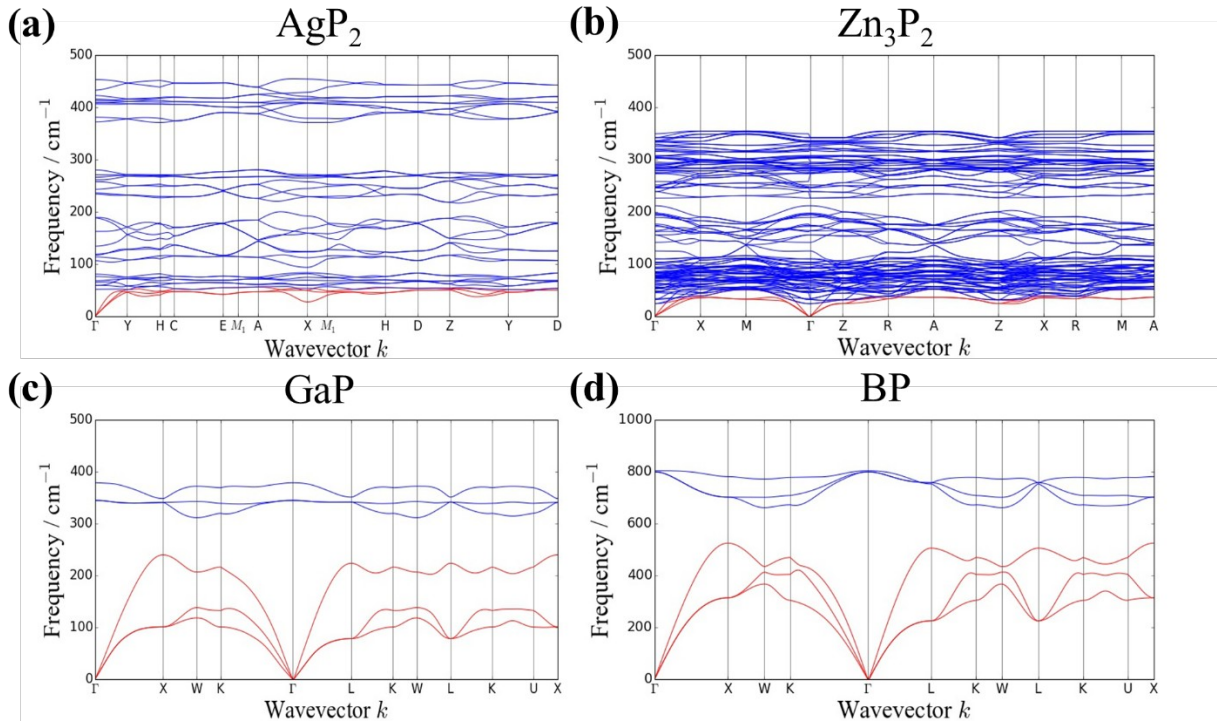 (a) AgP₂
500
400
300
200
100
0
Frequency / cm⁻¹
Γ Y H C E M₁ A X M₁ H D Z Y D
Wavevector k
(b) Zn₃P₂
500
400
300
200
100
0
Frequency / cm⁻¹
Γ X M Γ Z R A Z X R M A
Wavevector k
(c) GaP
500
400
300
200
100
0
Frequency / cm⁻¹
Γ X W K Γ L K W L K U X
Wavevector k
(d) BP
1000
800
600
400
200
0
Frequency / cm⁻¹
Γ X W K Γ L K W L K U X
Wavevector k